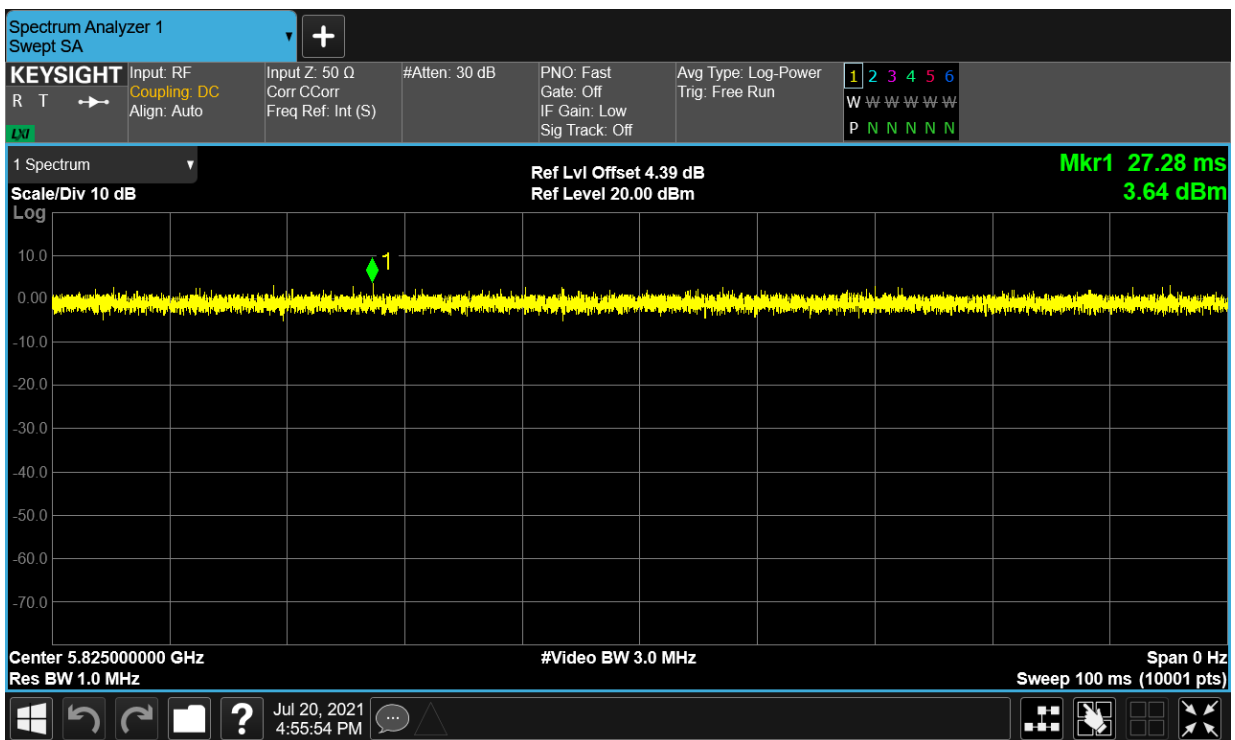 Spectrum Analyzer 1
Swept SA
KEYSIGHT
R T
LXI
Input: RF
Coupling: DC
Align: Auto
Input Z: 50 Ω
Corr CCorr
Freq Ref: Int (S)
#Atten: 30 dB
PNO: Fast
Gate: Off
IF Gain: Low
Sig Track: Off
Avg Type: Log-Power
Trig: Free Run
1 2 3 4 5 6
W W W W W W
P N N N N N
1 Spectrum
Scale/Div 10 dB
Ref Lvl Offset 4.39 dB
Ref Level 20.00 dBm
Mkr1 27.28 ms
3.64 dBm
Log
10.0
1
0.00
-10.0
-20.0
-30.0
-40.0
-50.0
-60.0
-70.0
Center 5.825000000 GHz
Res BW 1.0 MHz
#Video BW 3.0 MHz
Span 0 Hz
Sweep 100 ms (10001 pts)
Jul 20, 2021
4:55:54 PM